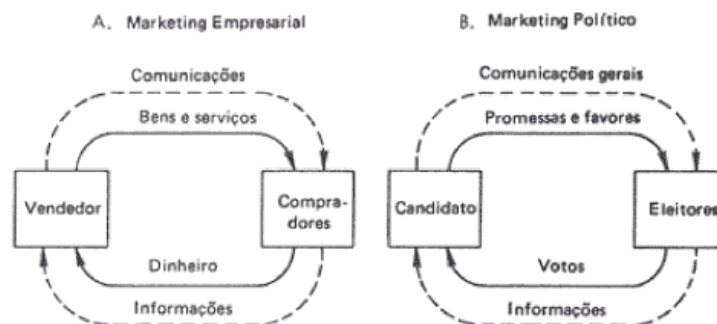 A. Marketing Empresarial
Comunicações
Bens e serviços
Vendedor
Compra-
dores
Dinheiro
Informações
B. Marketing Político
Comunicações gerais
Promessas e favores
Candidato
Eleitores
Votos
Informações